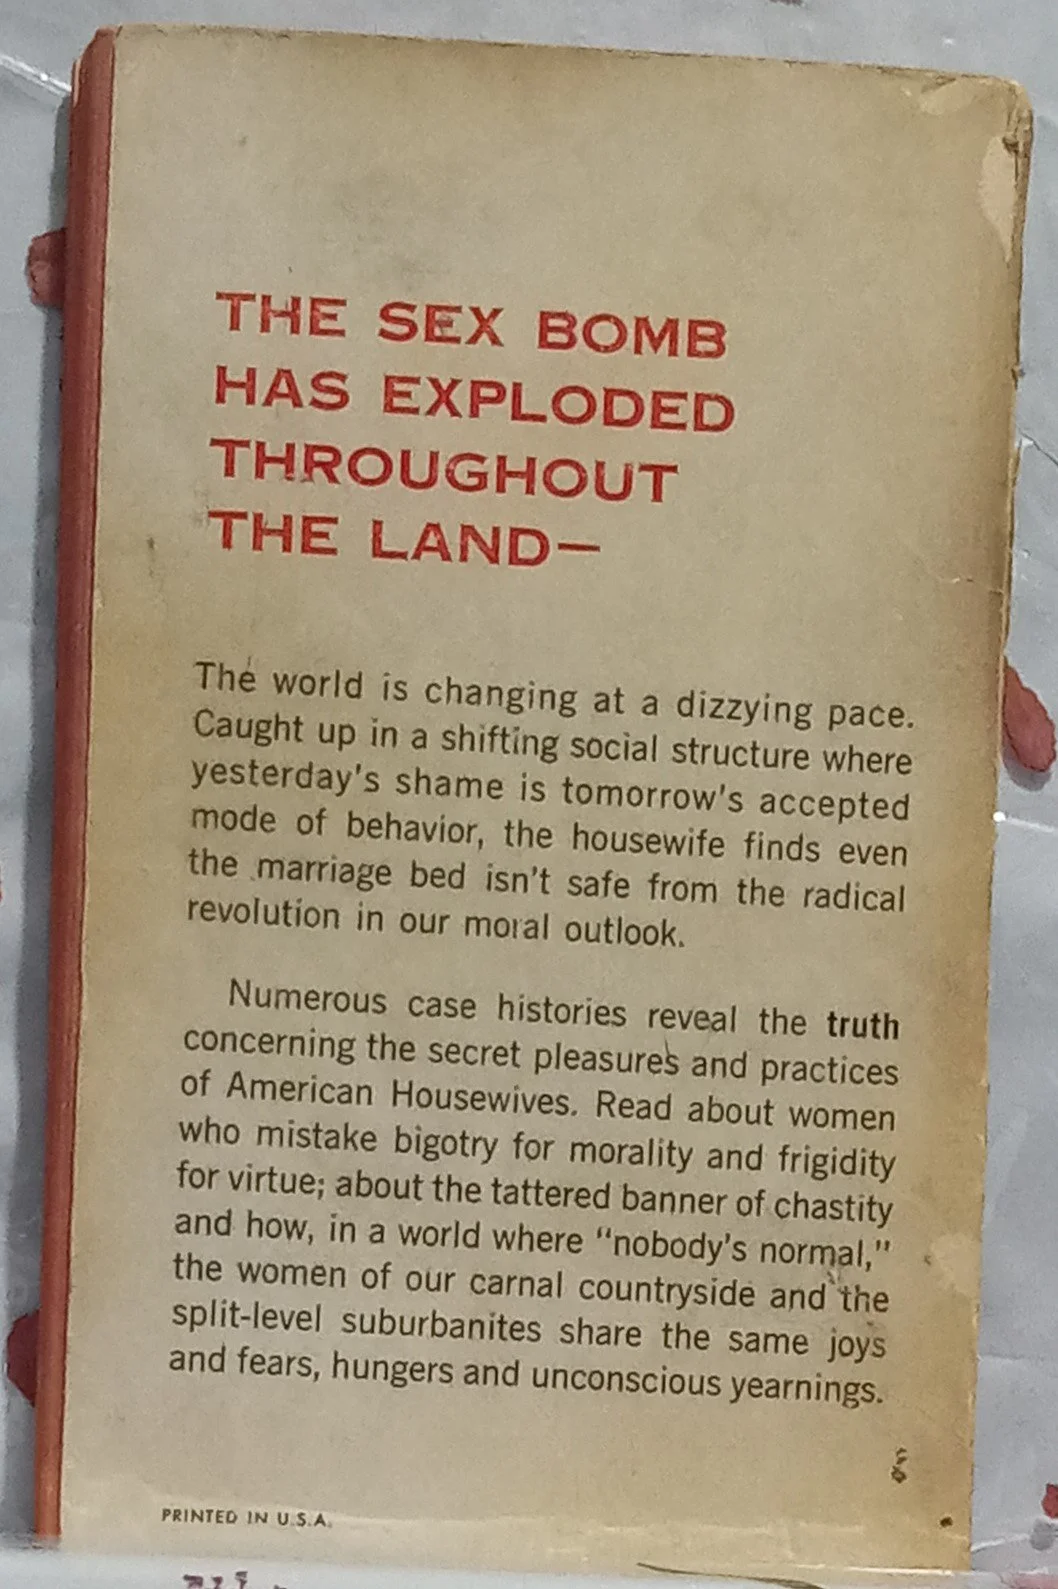 THE SEX BOMB
HAS EXPLODED
THROUGHOUT
THE LAND—
The world is changing at a dizzying pace.
Caught up in a shifting social structure where
yesterday's shame is tomorrow's accepted
mode of behavior, the housewife finds even
the marriage bed isn't safe from the radical
revolution in our moral outlook.
Numerous case histories reveal the truth
concerning the secret pleasures and practices
of American Housewives. Read about women
who mistake bigotry for morality and frigidity
for virtue; about the tattered banner of chastity
and how, in a world where "nobody's normal,"
the women of our carnal countryside and the
split-level suburbanites share the same joys
and fears, hungers and unconscious yearnings.
PRINTED IN U.S.A.